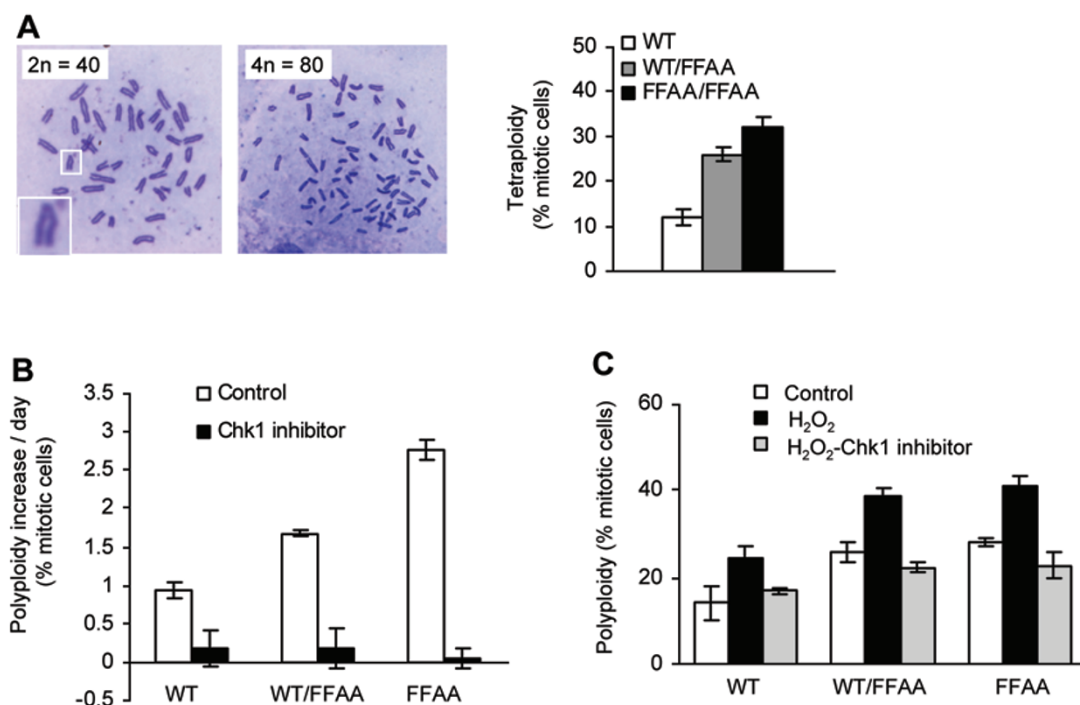 A
2n = 40
4n = 80
Tetraploidy
(% mitotic cells)
50
40
30
20
10
0
WT
WT/FFAA
FFAA/FFAA
B
Polyploidy increase / day
(% mitotic cells)
3.5
3
2.5
2
1.5
1
0.5
0
-0.5
Control
Chk1 inhibitor
WT WT/FFAA FFAA
C
Polyploidy (% mitotic cells)
60
40
20
0
Control
H₂O₂
H₂O₂-Chk1 inhibitor
WT WT/FFAA FFAA